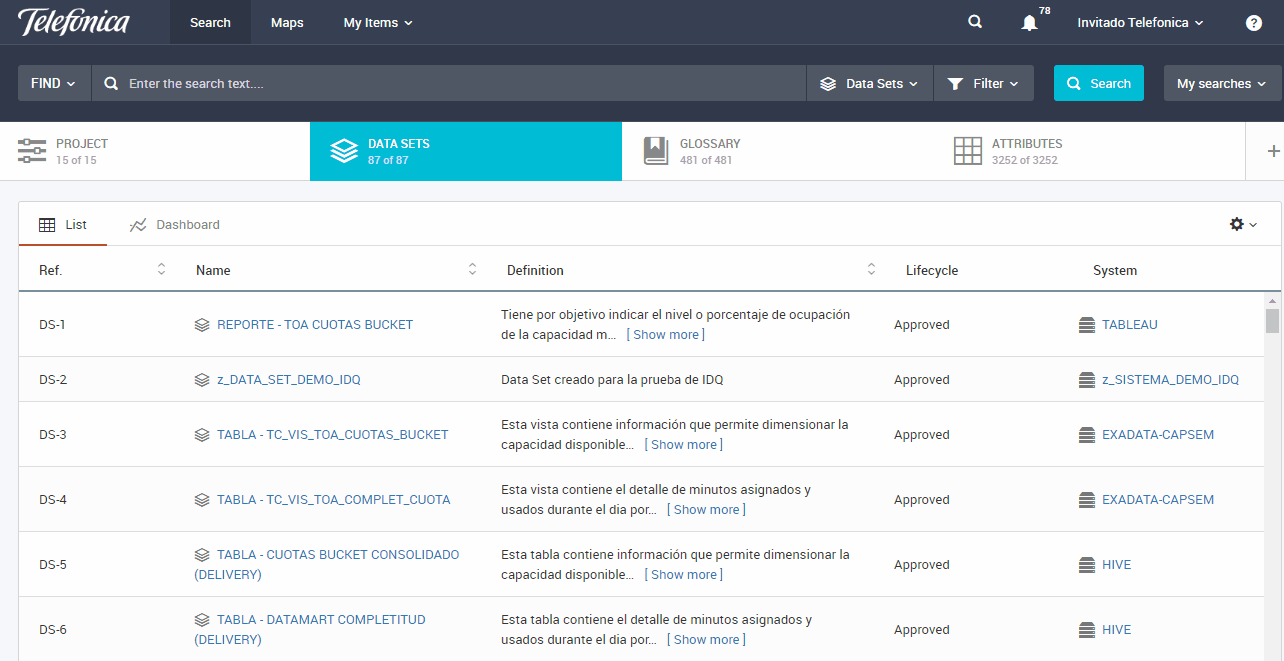 Telefónica Search Maps My Items 78 Invitado Telefonica ?
FIND Enter the search text.... Data Sets Filter Search My searches
PROJECT
15 of 15
DATA SETS
87 of 87
GLOSSARY
481 of 481
ATTRIBUTES
3252 of 3252
+
List Dashboard
Ref. Name Definition Lifecycle System
DS-1 REPORTE - TOA CUOTAS BUCKET Tiene por objetivo indicar el nivel o porcentaje de ocupación
de la capacidad m... [ Show more ] Approved TABLEAU
DS-2 z_DATA_SET_DEMO_IDQ Data Set creado para la prueba de IDQ Approved z_SISTEMA_DEMO_IDQ
DS-3 TABLA - TC_VIS_TOA_CUOTAS_BUCKET Esta vista contiene información que permite dimensionar la
capacidad disponible... [ Show more ] Approved EXADATA-CAPSEM
DS-4 TABLA - TC_VIS_TOA_COMPLET_CUOTA Esta vista contiene el detalle de minutos asignados y
usados durante el dia por... [ Show more ] Approved EXADATA-CAPSEM
DS-5 TABLA - CUOTAS BUCKET CONSOLIDADO
(DELIVERY) Esta tabla contiene información que permite dimensionar la
capacidad disponible... [ Show more ] Approved HIVE
DS-6 TABLA - DATAMART COMPLETITUD
(DELIVERY) Esta tabla contiene el detalle de minutos asignados y
usados durante el dia por... [ Show more ] Approved HIVE